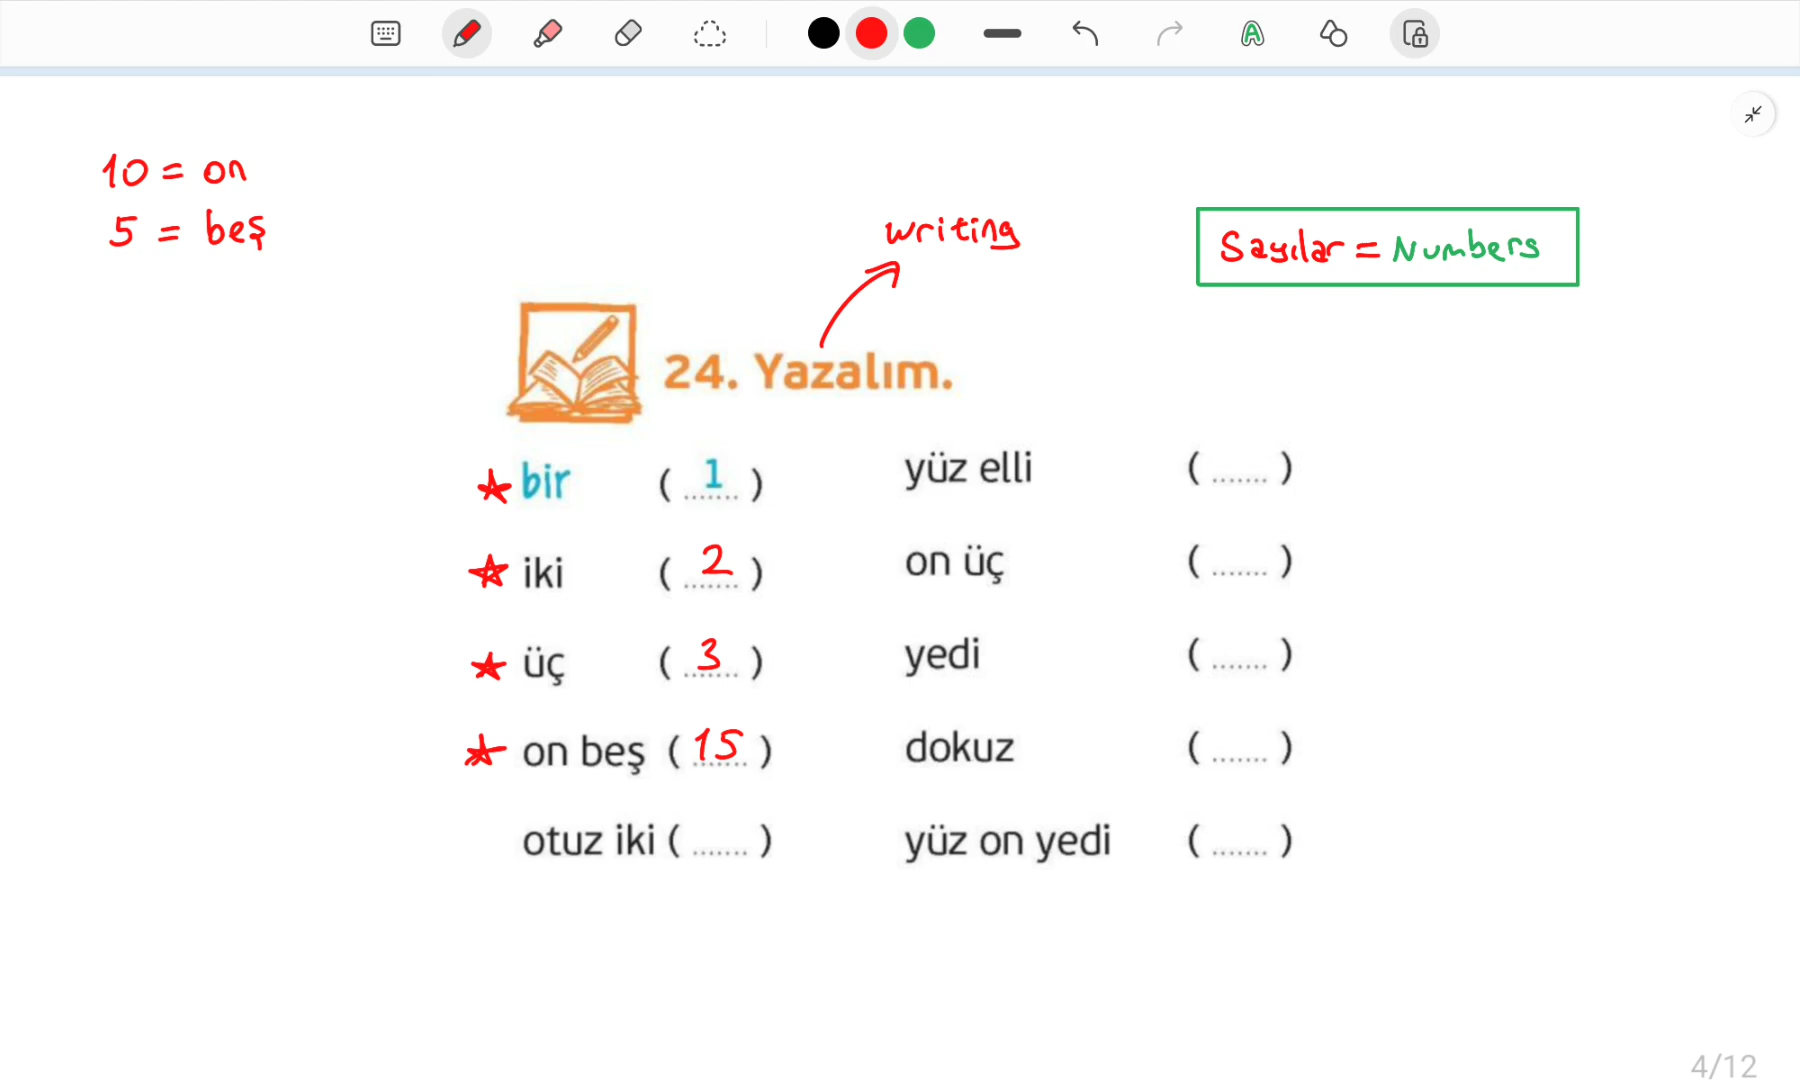 10 = on
5 = beş
writing
Sayılar = Numbers
24. Yazalım.
bir ( 1 )
iki ( 2 )
üç ( 3 )
on beş ( 15 )
otuz iki ( ....... )
yüz elli ( ....... )
on üç ( ....... )
yedi ( ....... )
dokuz ( ....... )
yüz on yedi ( ....... )
4/12